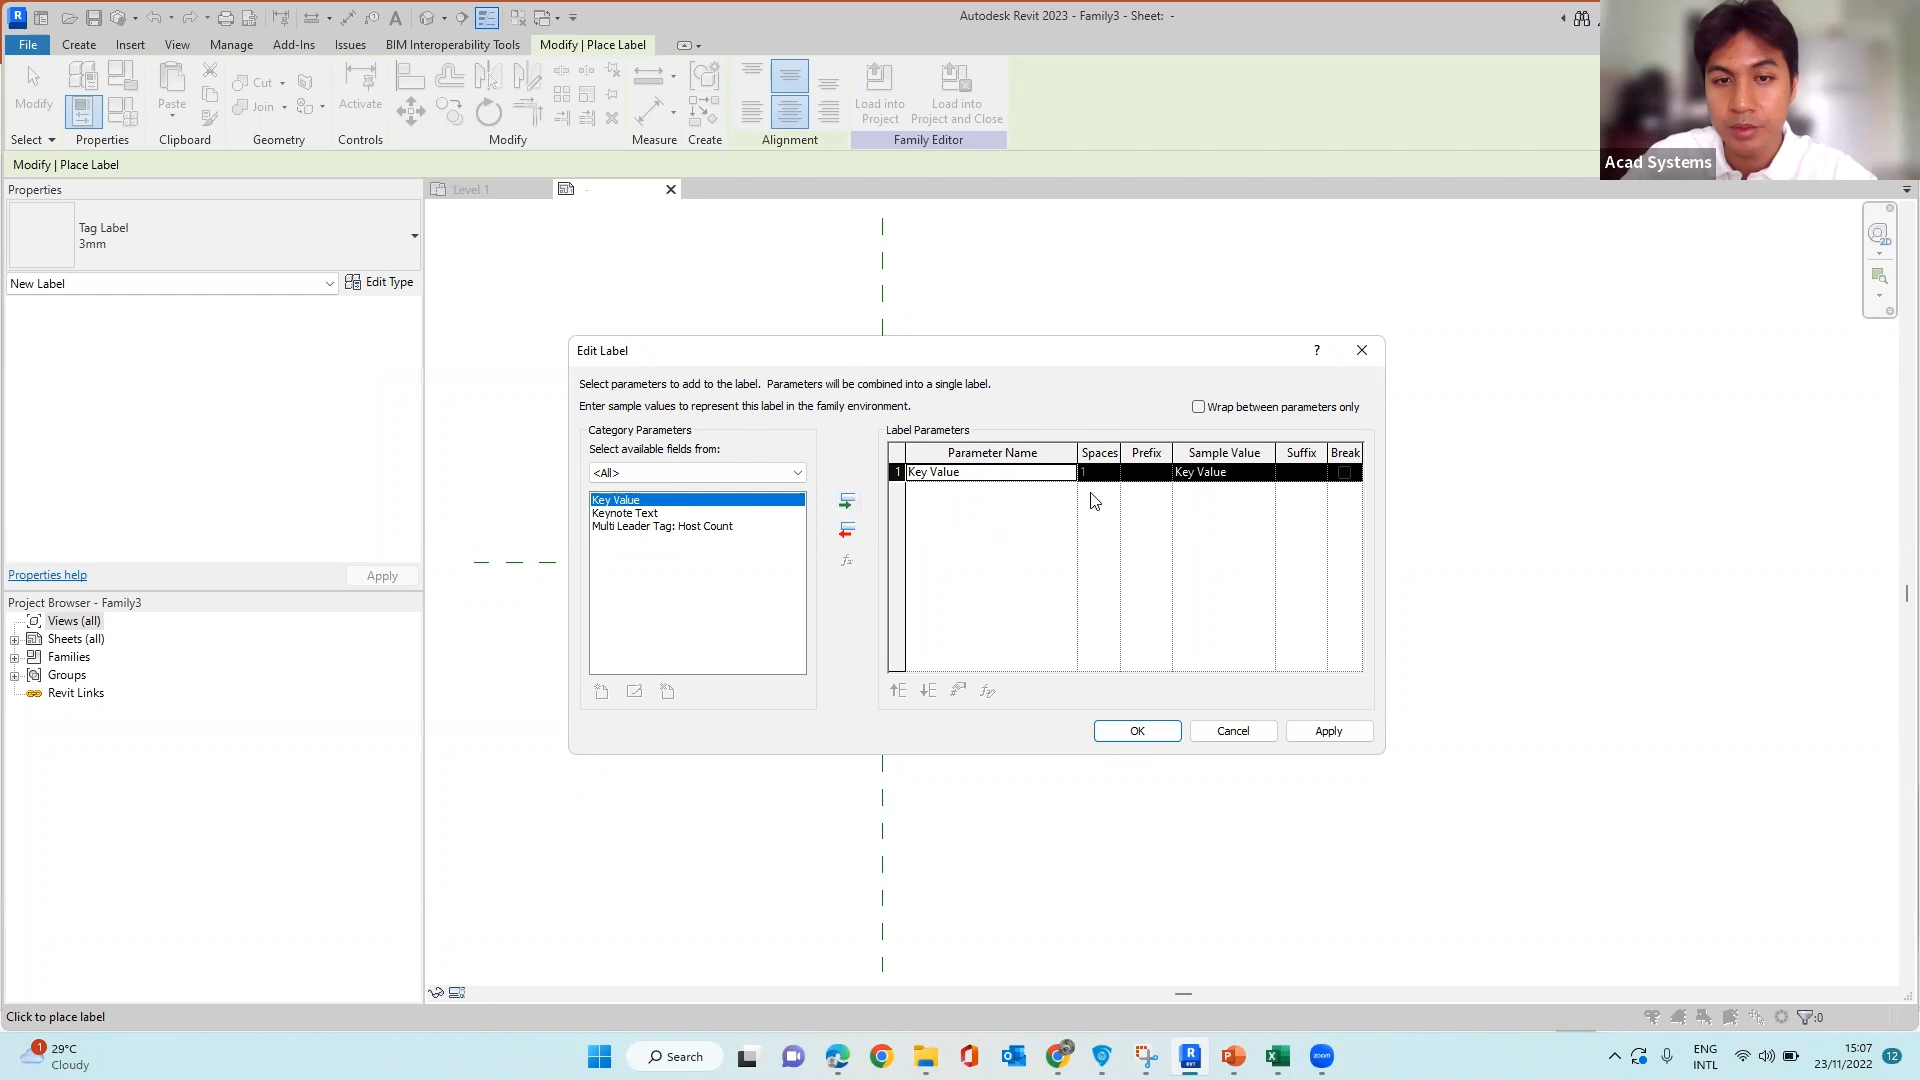 Autodesk Revit 2023 - Family3 - Sheet: -
File
Create
Insert
View
Manage
Add-Ins
Issues
BIM Interoperability Tools
Modify | Place Label
Modify
Paste
Cut
Join
Activate
Load into
Project
Load into
Project and Close
Select
Properties
Clipboard
Geometry
Controls
Modify
Measure
Create
Alignment
Family Editor
Acad Systems
Modify | Place Label
Properties
Level 1
-
Tag Label
3mm
New Label
Edit Type
2D
Edit Label
?
Select parameters to add to the label. Parameters will be combined into a single label.
Enter sample values to represent this label in the family environment.
Wrap between parameters only
Category Parameters
Label Parameters
Select available fields from:
<All>
Parameter Name
Spaces
Prefix
Sample Value
Suffix
Break
1
Key Value
1
Key Value
Key Value
Keynote Text
Multi Leader Tag: Host Count
fx
OK
Cancel
Apply
Properties help
Apply
Project Browser - Family3
Views (all)
Sheets (all)
Families
Groups
Revit Links
Click to place label
:0
1
29°C
Cloudy
Search
zoom
ENG
INTL
15:07
23/11/2022
12